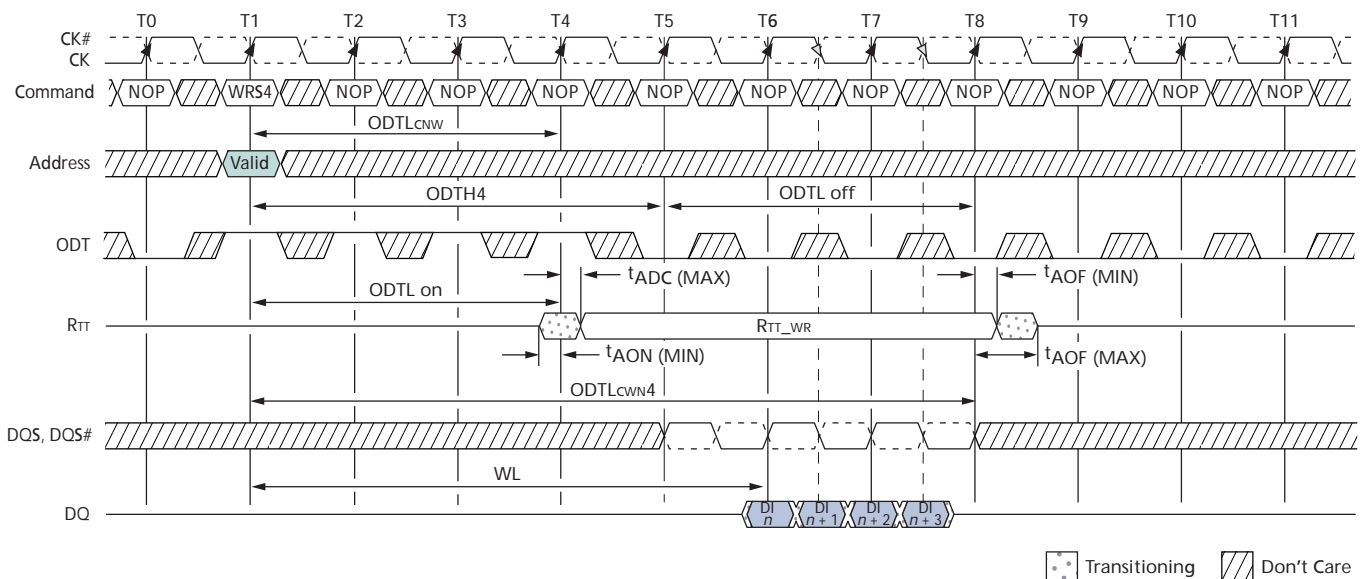 T0 T1 T2 T3 T4 T5 T6 T7 T8 T9 T10 T11
CK#
CK
Command NOP WRS4 NOP NOP NOP NOP NOP NOP NOP NOP NOP NOP
ODTLCNW
Address Valid
ODTH4 ODTL off
ODT
tADC (MAX) tAOF (MIN)
ODTL on
RTT RTT_WR
tAON (MIN) tAOF (MAX)
ODTLCWN4
DQS, DQS#
WL
DQ DI n DI n + 1 DI n + 2 DI n + 3
Transitioning Don't Care